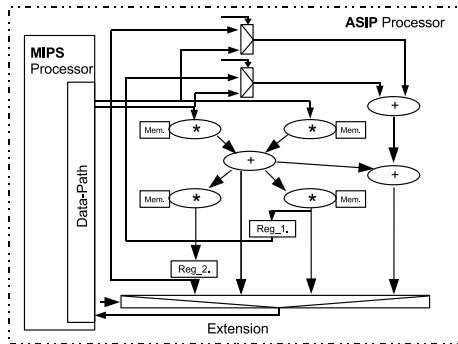 ASIP Processor
MIPS
Processor
+
Mem.
*
*
Mem.
+
+
Data-Path
Mem.
*
*
Mem.
Reg_1.
Reg_2.
Extension